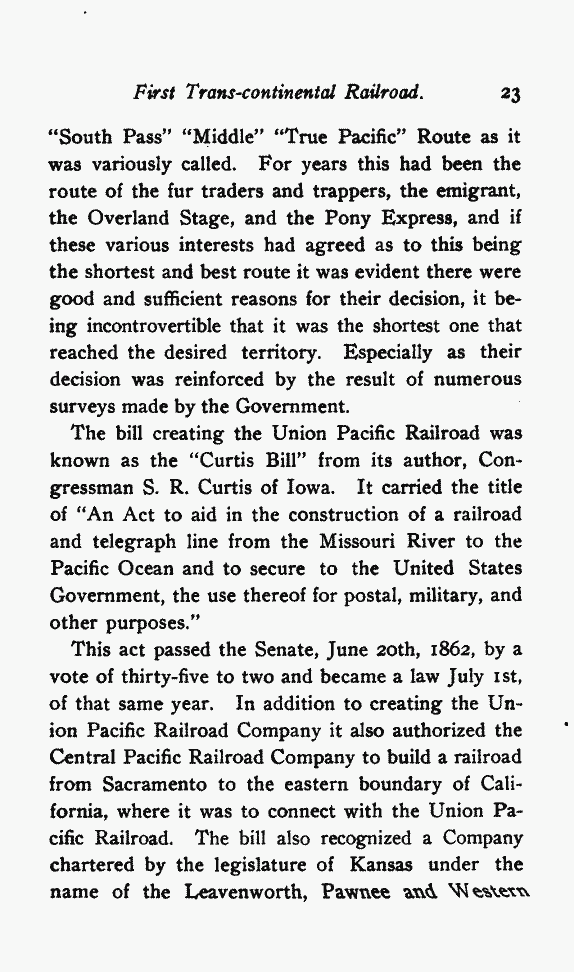 First Trans-continental Railroad. 23
“South Pass” “Middle” “True Pacific” Route as it
was variously called. For years this had been the
route of the fur traders and trappers, the emigrant,
the Overland Stage, and the Pony Express, and if
these various interests had agreed as to this being
the shortest and best route it was evident there were
good and sufficient reasons for their decision, it be-
ing incontrovertible that it was the shortest one that
reached the desired territory. Especially as their
decision was reinforced by the result of numerous
surveys made by the Government.
The bill creating the Union Pacific Railroad was
known as the “Curtis Bill” from its author, Con-
gressman S. R. Curtis of Iowa. It carried the title
of “An Act to aid in the construction of a railroad
and telegraph line from the Missouri River to the
Pacific Ocean and to secure to the United States
Government, the use thereof for postal, military, and
other purposes.”
This act passed the Senate, June 20th, 1862, by a
vote of thirty-five to two and became a law July 1st,
of that same year. In addition to creating the Un-
ion Pacific Railroad Company it also authorized the
Central Pacific Railroad Company to build a railroad
from Sacramento to the eastern boundary of Cali-
fornia, where it was to connect with the Union Pa-
cific Railroad. The bill also recognized a Company
chartered by the legislature of Kansas under the
name of the Leavenworth, Pawnee and Western